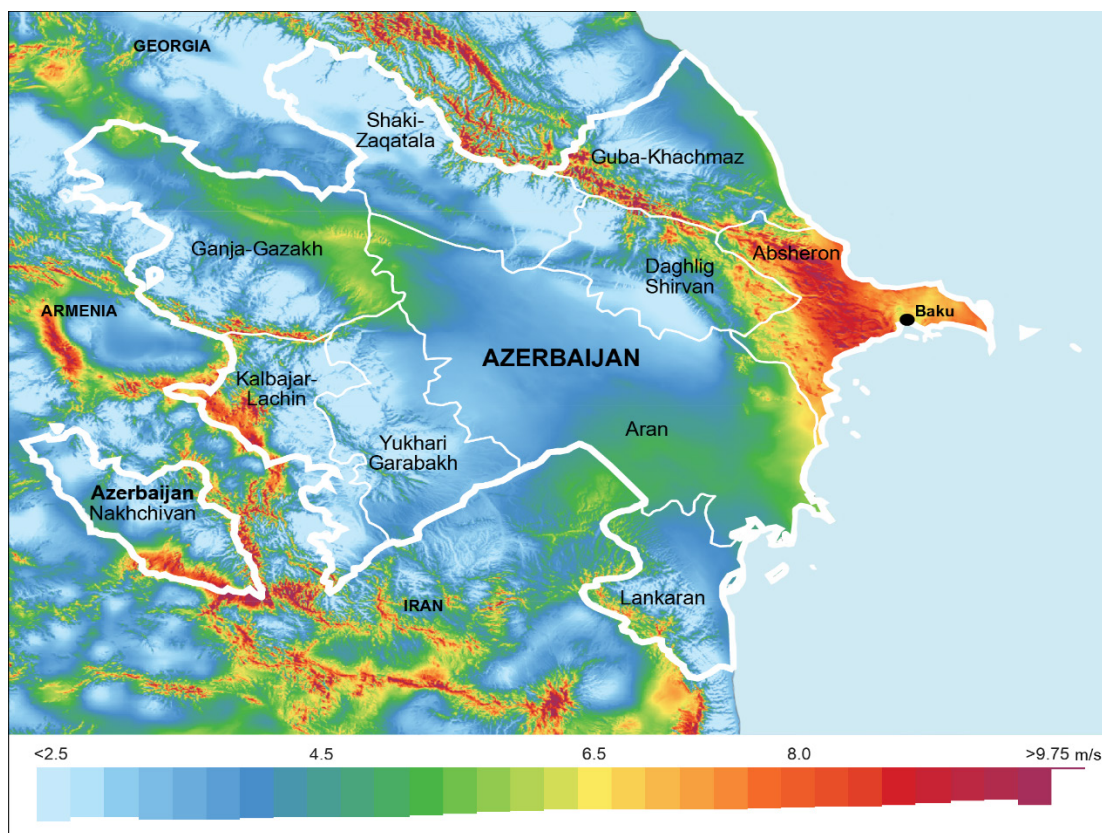 GEORGIA
Shaki-
Zaqatala
Guba-Khachmaz
Ganja-Gazakh
Absheron
Daghlig
Shirvan
ARMENIA
Baku
AZERBAIJAN
Kalbajar-
Lachin
Aran
Yukhari
Garabakh
Azerbaijan
Nakhchivan
IRAN
Lankaran
<2.5 4.5 6.5 8.0 >9.75 m/s